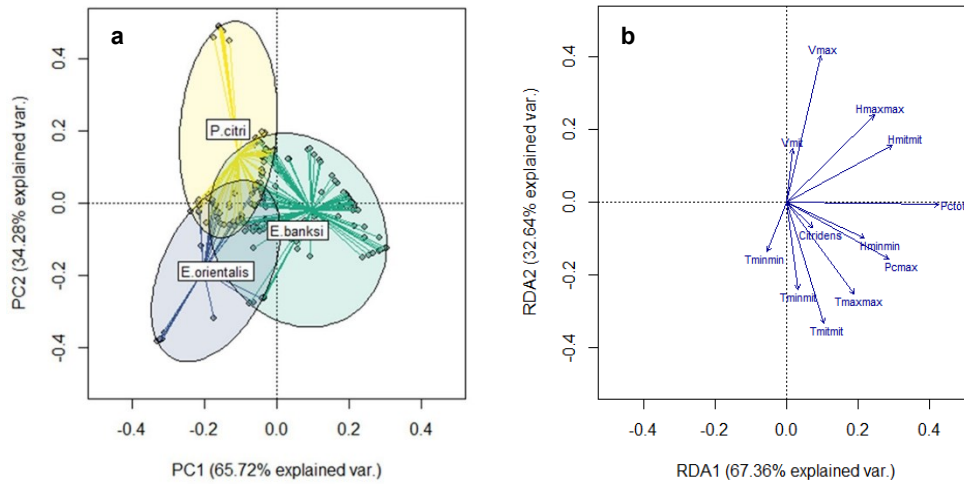 a
P.citri
E.banksi
E.orientalis
PC2 (34.28% explained var.)
0.4
0.2
0.0
-0.2
-0.4
-0.4 -0.2 0.0 0.2 0.4
PC1 (65.72% explained var.)
b
Vmax
Hmaxmax
Vmit
Hmitmit
Pctot
Citridens
Hminmin
Tminmin
Pcmax
Tminmit
Tmaxmax
Tmitmit
RDA2 (32.64% explained var.)
0.4
0.2
0.0
-0.2
-0.4
-0.4 -0.2 0.0 0.2 0.4
RDA1 (67.36% explained var.)